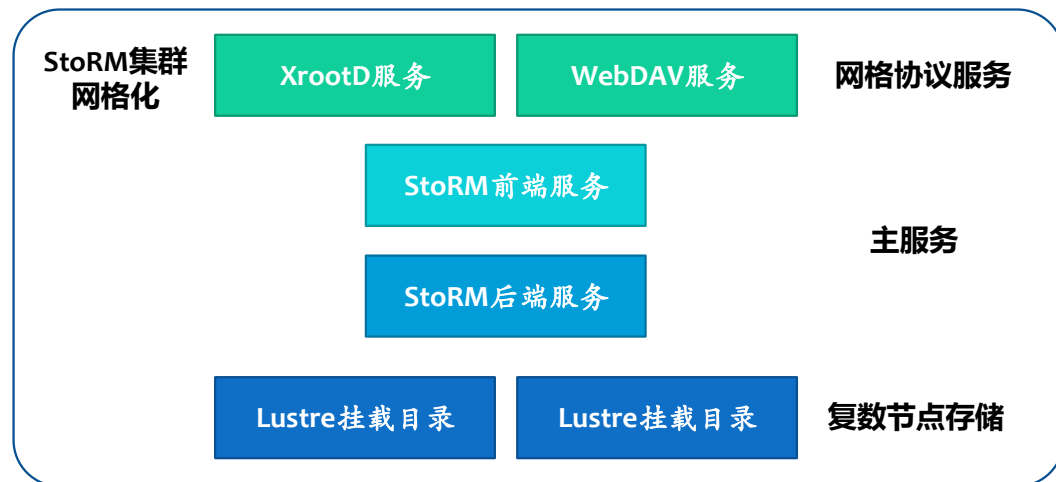 StoRM集群
网格化
XrootD服务
WebDAV服务
网格协议服务
StoRM前端服务
主服务
StoRM后端服务
Lustre挂载目录
Lustre挂载目录
复数节点存储